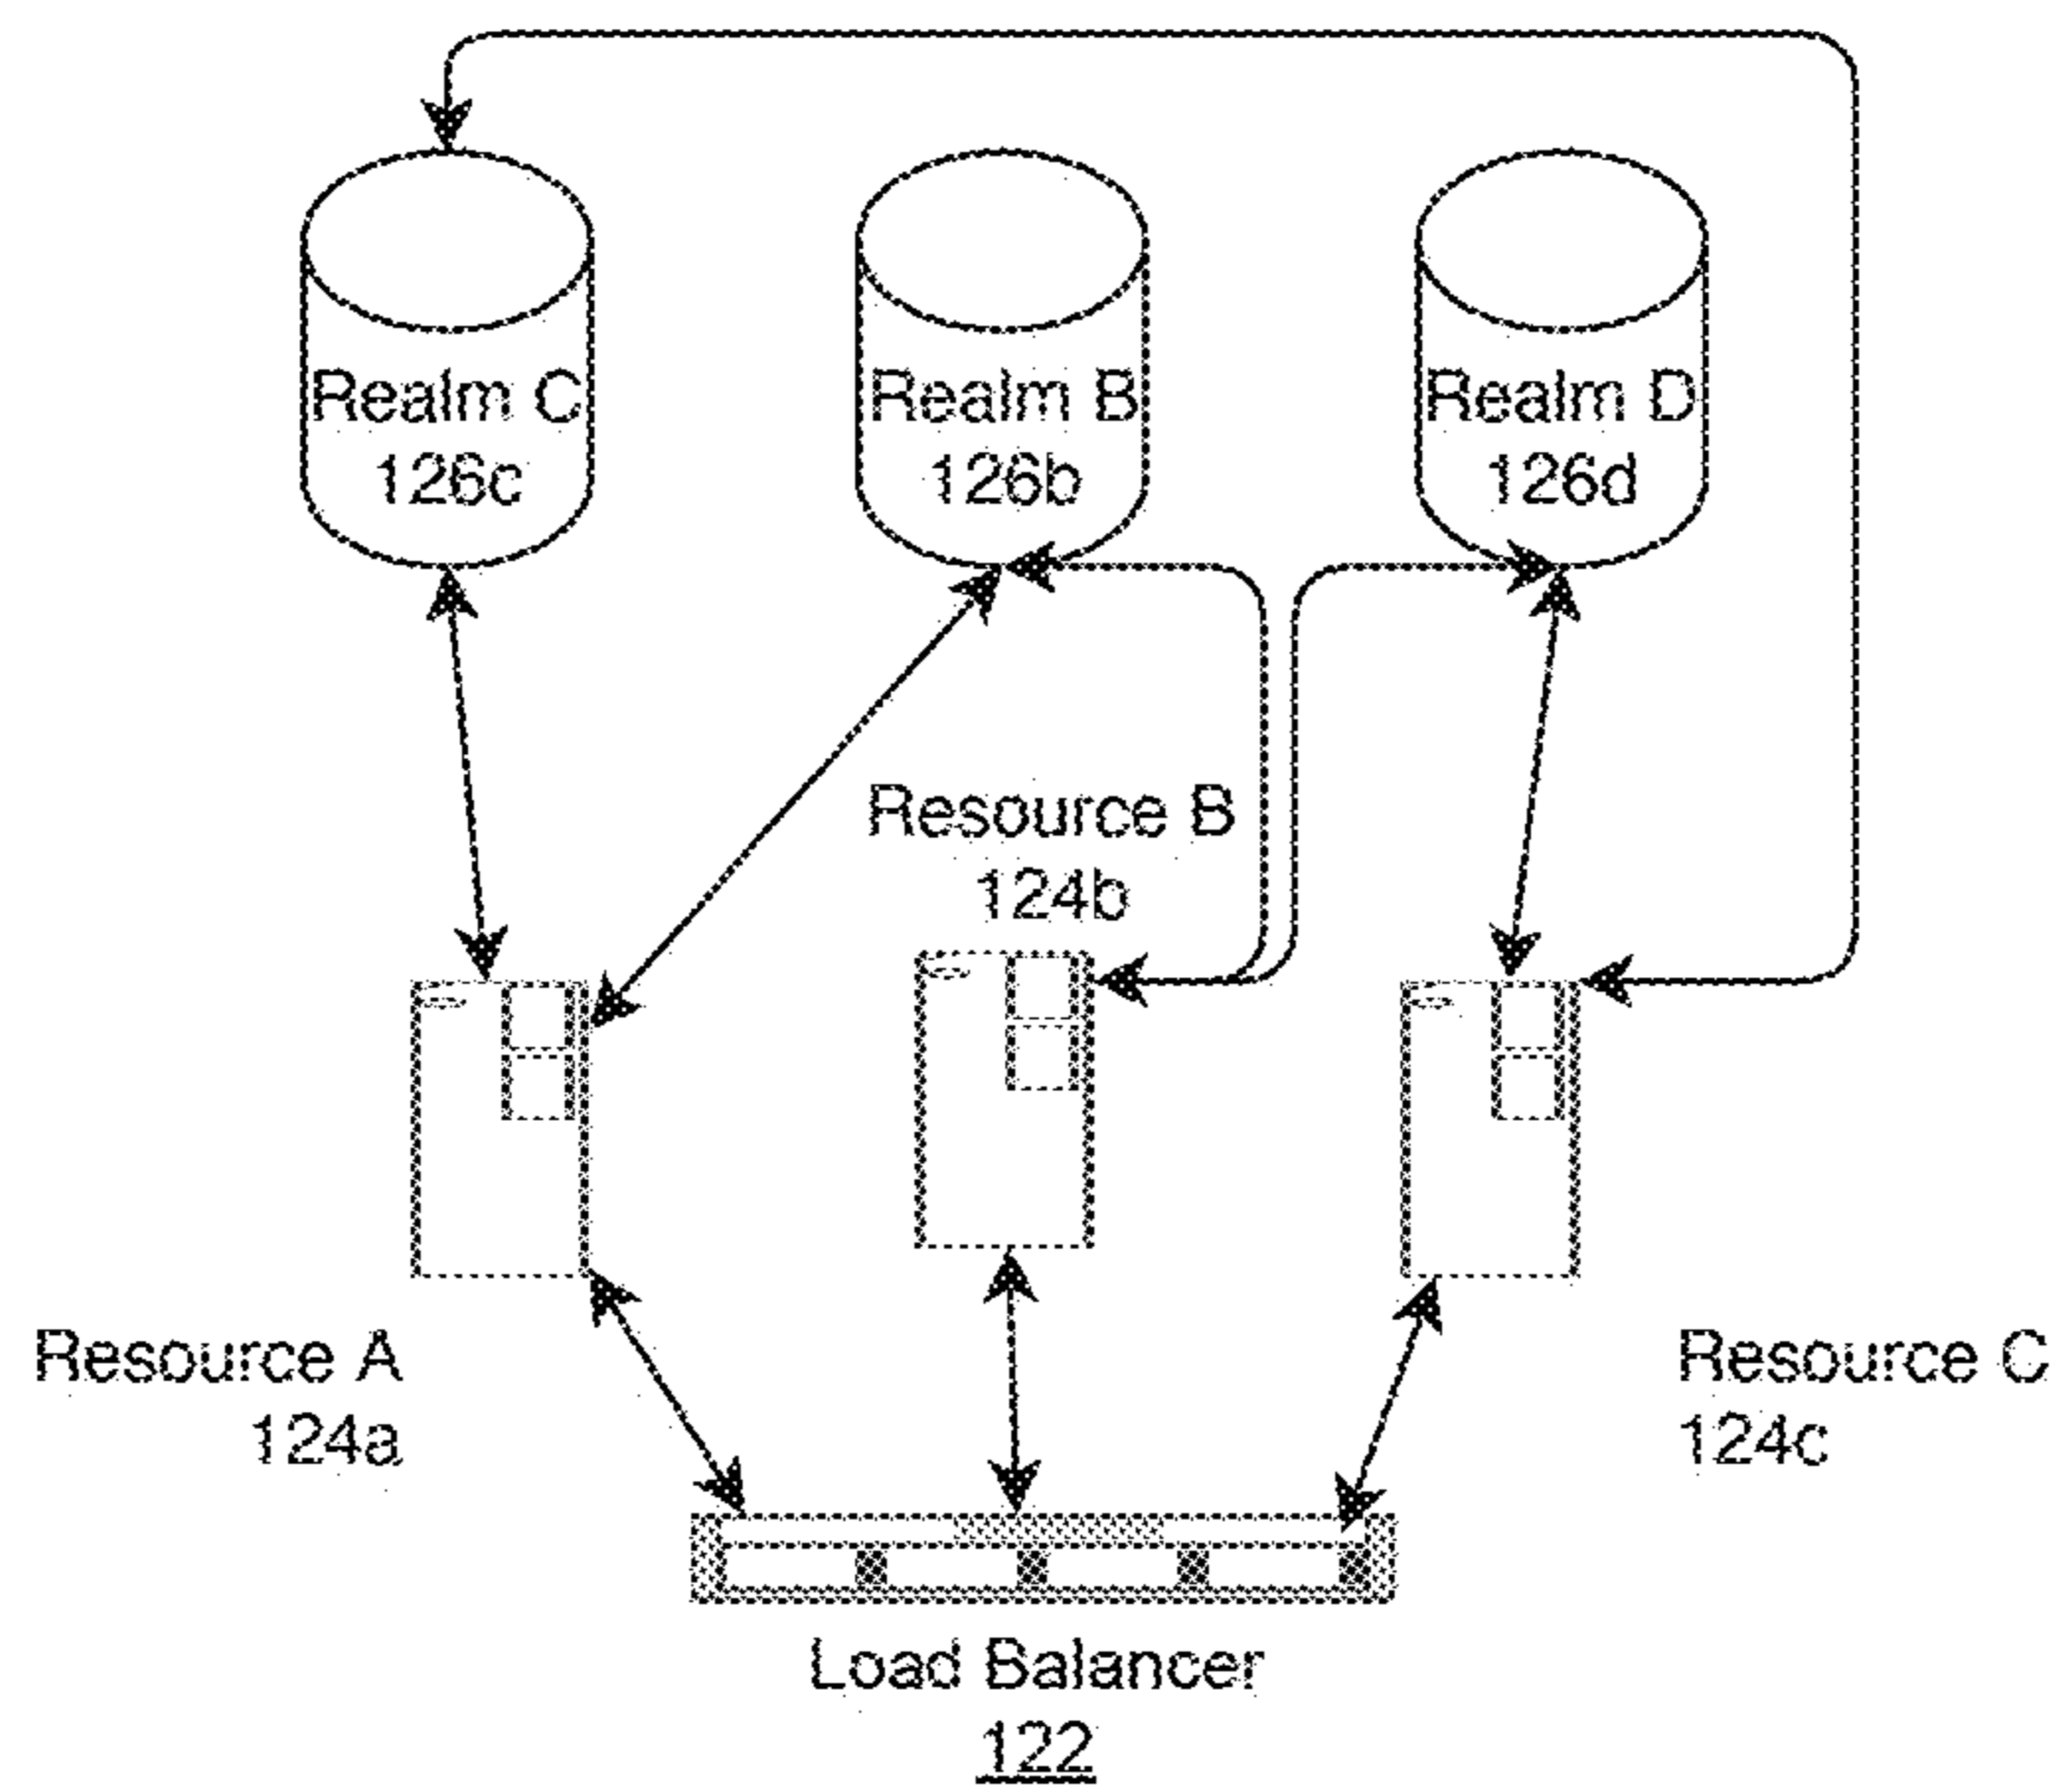 Realm C
126c
Realm B
126b
Realm D
126d
Resource B
124b
Resource A
124a
Resource C
124c
Load Balancer
122